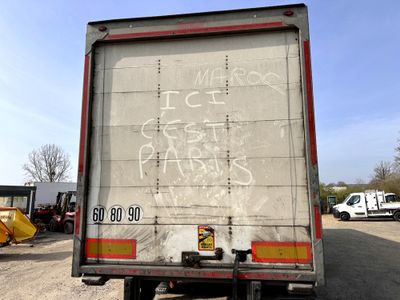 MAROC
ICI
C'EST
PARIS
60 80 90